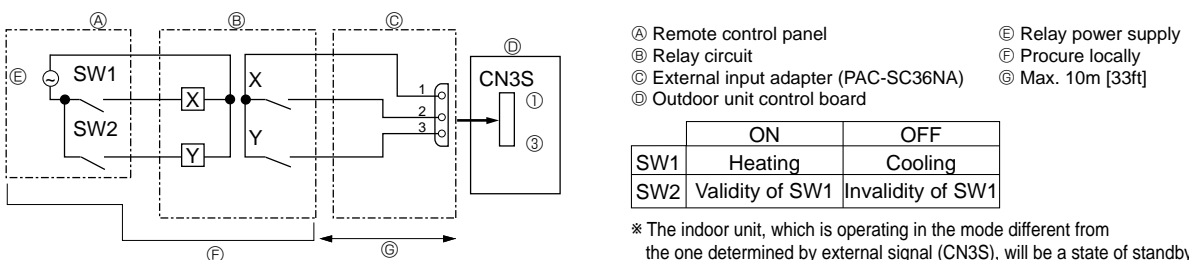 Ⓐ Ⓑ Ⓒ
Ⓓ
Ⓔ SW1 X X 1 CN3S
①
2
SW2 3
Y Y ③
Ⓕ Ⓖ
Ⓐ Remote control panel
Ⓑ Relay circuit
Ⓒ External input adapter (PAC-SC36NA)
Ⓓ Outdoor unit control board
Ⓔ Relay power supply
Ⓕ Procure locally
Ⓖ Max. 10m [33ft]
ON OFF
SW1 Heating Cooling
SW2 Validity of SW1 Invalidity of SW1
* The indoor unit, which is operating in the mode different from
the one determined by external signal (CN3S), will be a state of standby